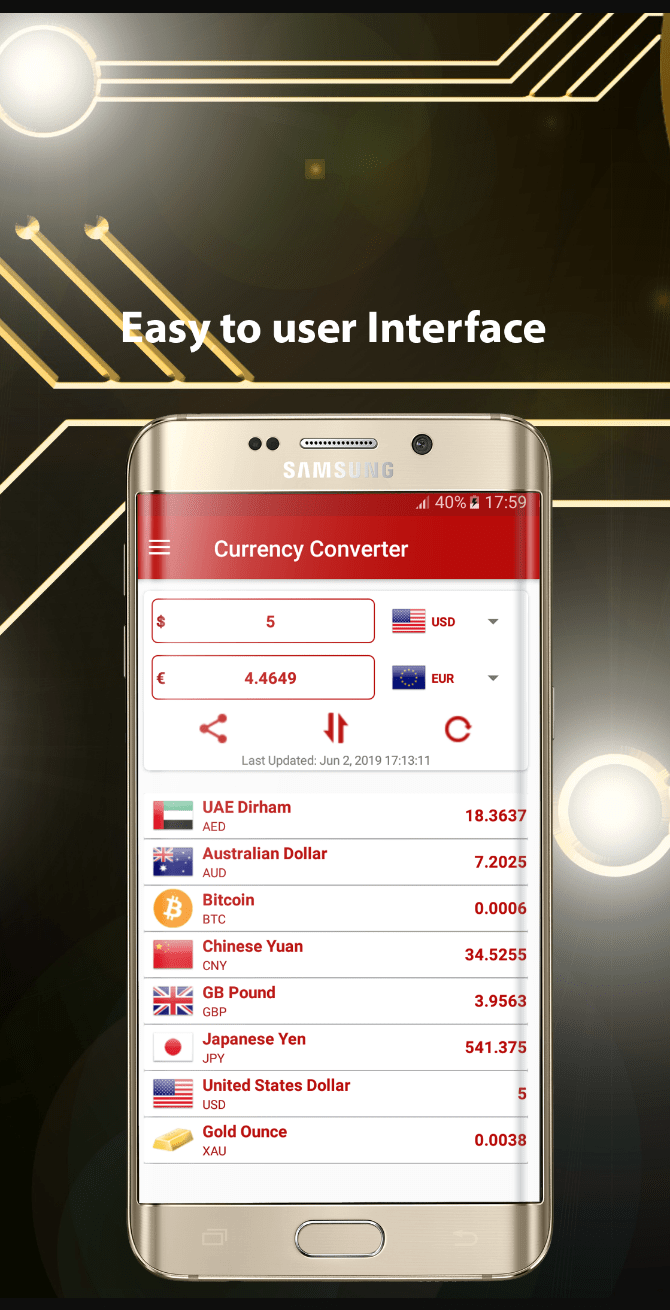 Easy to user Interface
SAMSUNG
40% 17:59
Currency Converter
$ 5 USD
€ 4.4649 EUR
Last Updated: Jun 2, 2019 17:13:11
UAE Dirham
AED
18.3637
Australian Dollar
AUD
7.2025
Bitcoin
BTC
0.0006
Chinese Yuan
CNY
34.5255
GB Pound
GBP
3.9563
Japanese Yen
JPY
541.375
United States Dollar
USD
5
Gold Ounce
XAU
0.0038